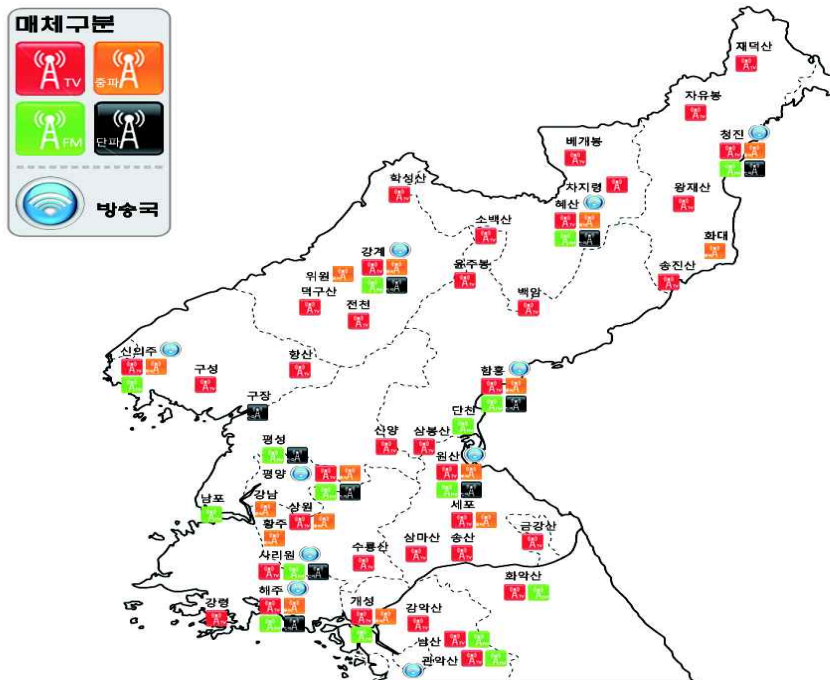 매체구분
TV
중파
FM
단파
방송국
재덕산
자유봉
청진
베개봉
차지령
학성산
혜산
왕재산
소백산
화대
강계
위원
윤주봉
송진산
덕구산
전천
백암
신의주
구성
항산
함흥
구장
단천
신양
삼봉산
평성
원산
평양
남포
강남
상원
세포
황주
금강산
사리원
수룡산
삼마산
송산
해주
화악산
강령
개성
감악산
남산
관악산